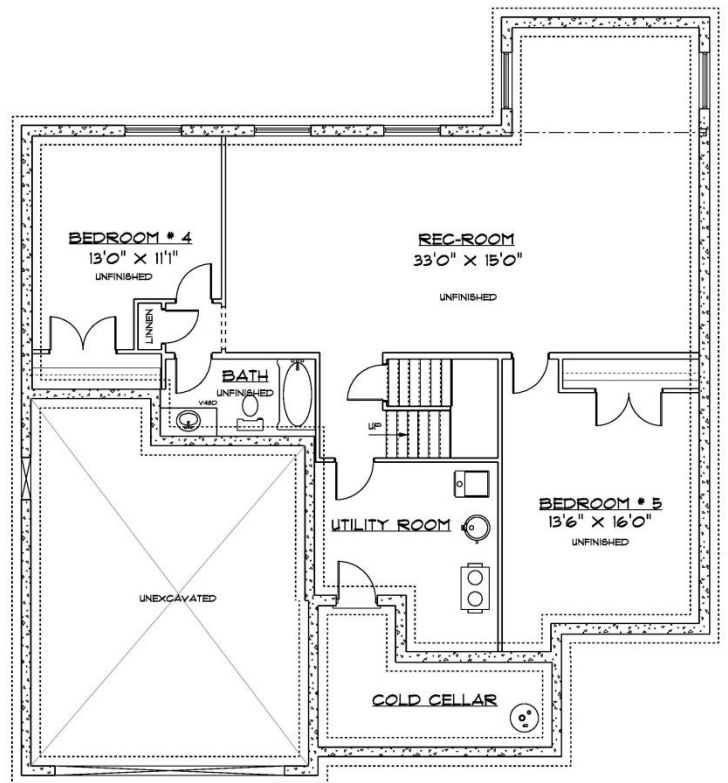 BEDROOM # 4
13'0" X 11'1"
UNFINISHED
REC-ROOM
33'0" X 15'0"
UNFINISHED
LINNEN
BATH
UNFINISHED
UP
UTILITY ROOM
BEDROOM # 5
13'6" X 16'0"
UNFINISHED
UNEXCAVATED
COLD CELLAR